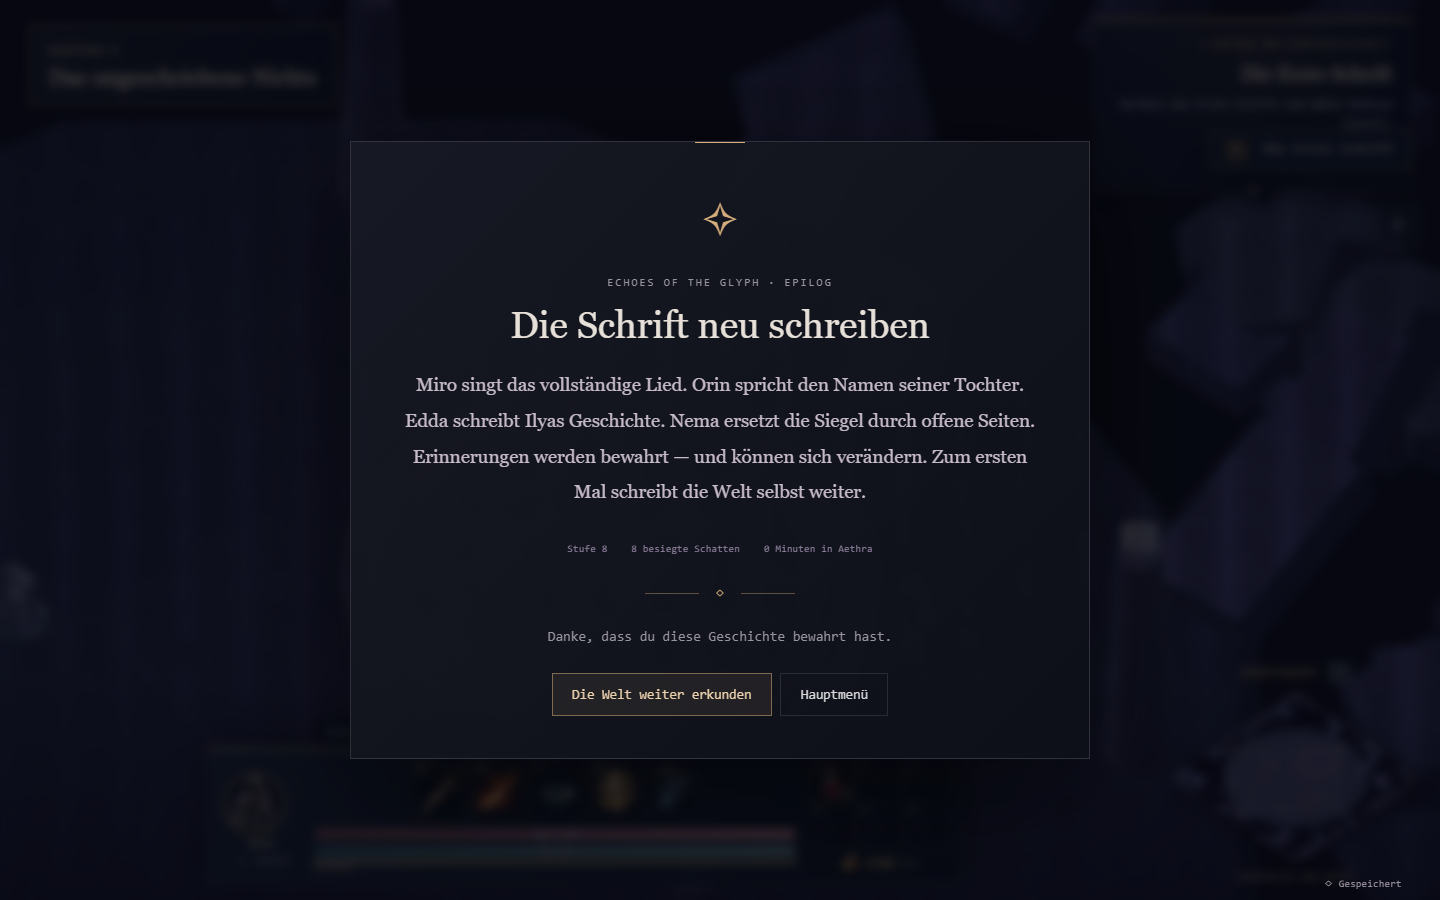 ECHOES OF THE GLYPH · EPILOG
Die Schrift neu schreiben
Miro singt das vollständige Lied. Orin spricht den Namen seiner Tochter.
Edda schreibt Ilyas Geschichte. Nema ersetzt die Siegel durch offene Seiten.
Erinnerungen werden bewahrt — und können sich verändern. Zum ersten
Mal schreibt die Welt selbst weiter.
Stufe 8 8 besiegte Schatten 0 Minuten in Aethra
Danke, dass du diese Geschichte bewahrt hast.
Die Welt weiter erkunden Hauptmenü
◇ Gespeichert